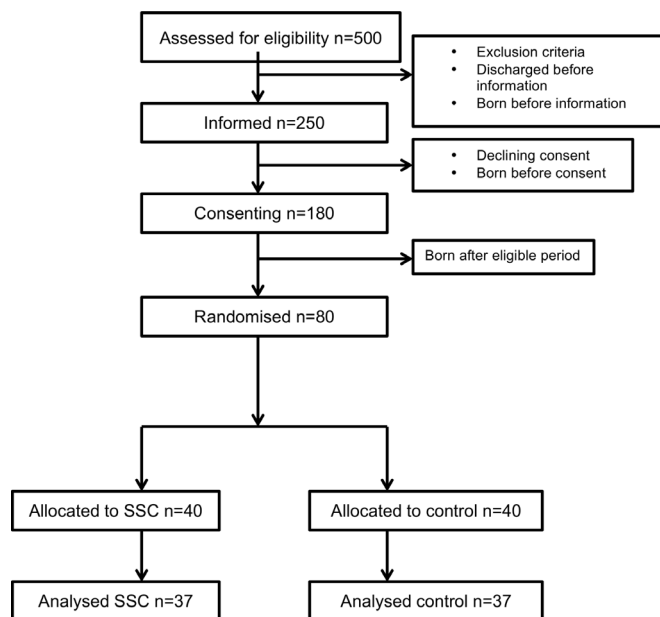 Assessed for eligibility n=500
• Exclusion criteria
• Discharged before
information
• Born before information
Informed n=250
• Declining consent
• Born before consent
Consenting n=180
Born after eligible period
Randomised n=80
Allocated to SSC n=40
Allocated to control n=40
Analysed SSC n=37
Analysed control n=37